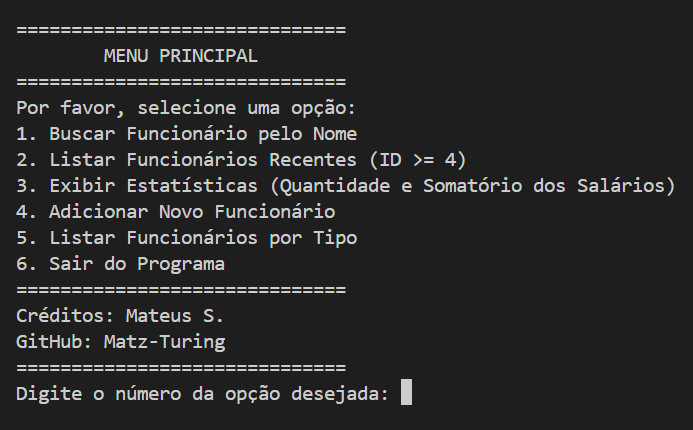 ==============================
MENU PRINCIPAL
==============================
Por favor, selecione uma opção:
1. Buscar Funcionário pelo Nome
2. Listar Funcionários Recentes (ID >= 4)
3. Exibir Estatísticas (Quantidade e Somatório dos Salários)
4. Adicionar Novo Funcionário
5. Listar Funcionários por Tipo
6. Sair do Programa
==============================
Créditos: Mateus S.
GitHub: Matz-Turing
==============================
Digite o número da opção desejada: